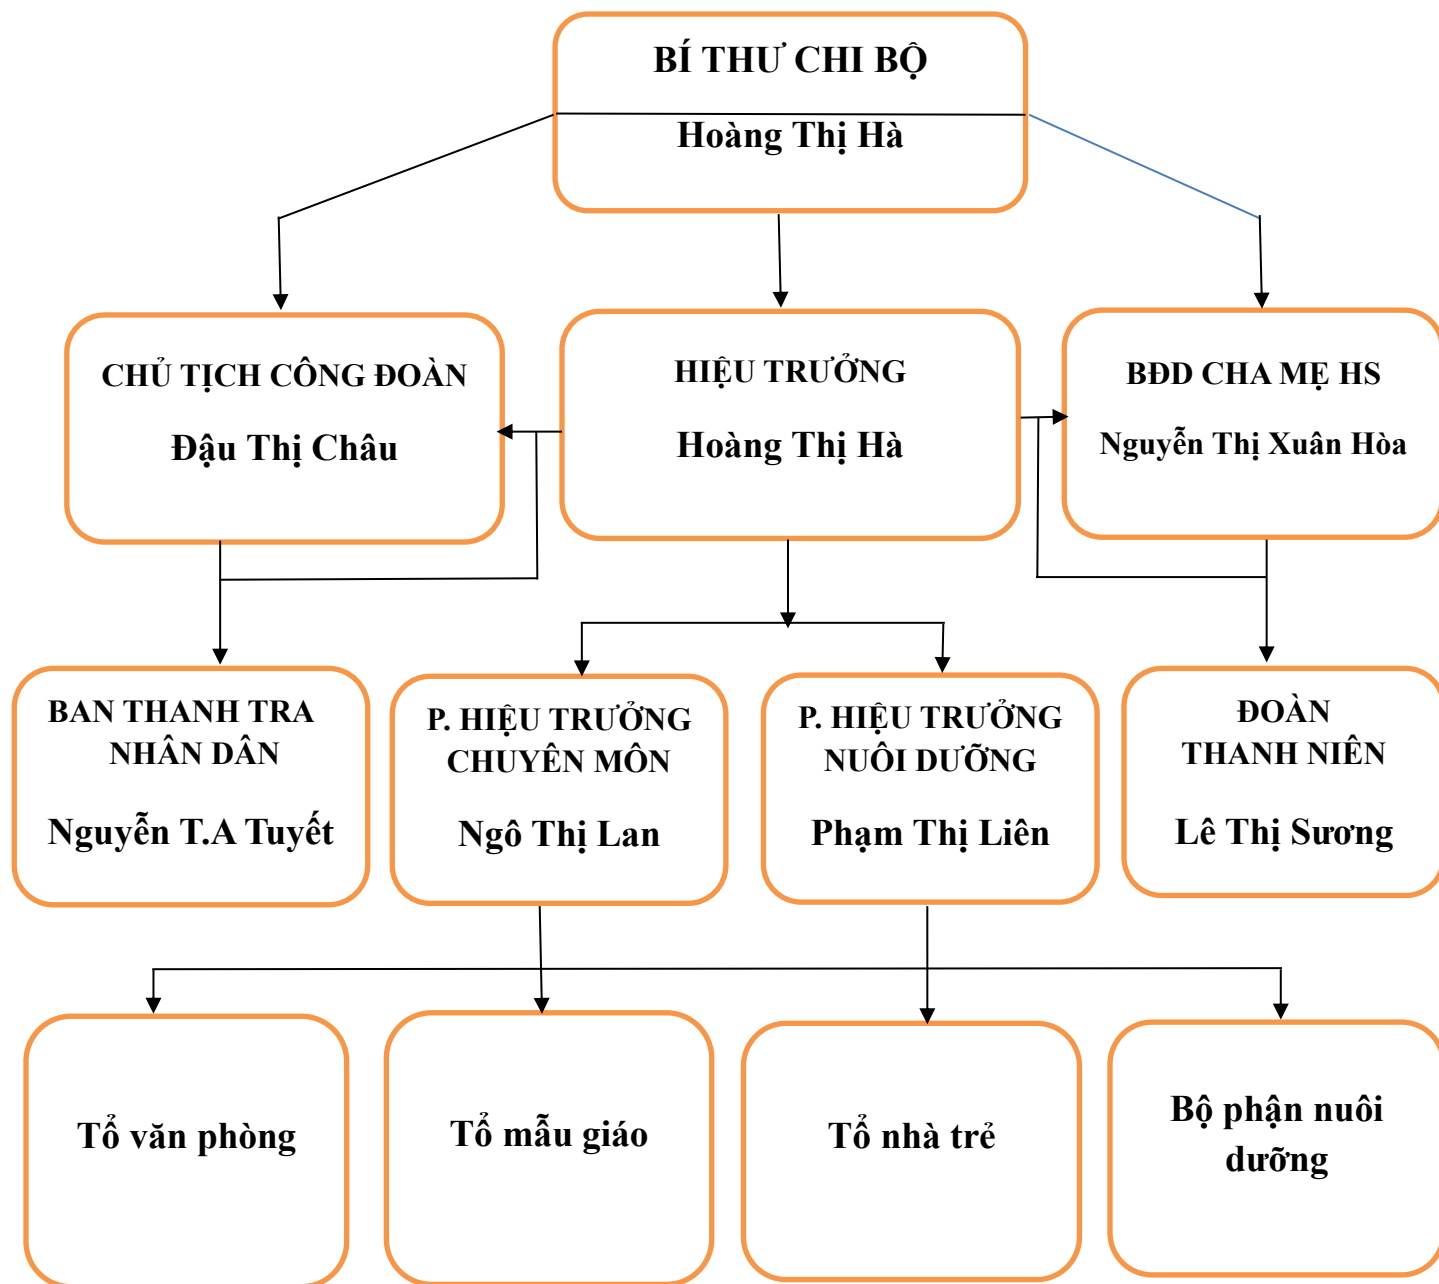 BÍ THƯ CHI BỘ
Hoàng Thị Hà
CHỦ TỊCH CÔNG ĐOÀN
Đậu Thị Châu
HIỆU TRƯỞNG
Hoàng Thị Hà
BĐD CHA MẸ HS
Nguyễn Thị Xuân Hòa
BAN THANH TRA
NHÂN DÂN
Nguyễn T.A Tuyết
P. HIỆU TRƯỞNG
CHUYÊN MÔN
Ngô Thị Lan
P. HIỆU TRƯỞNG
NUÔI DƯỠNG
Phạm Thị Liên
ĐOÀN
THANH NIÊN
Lê Thị Sương
Tổ văn phòng
Tổ mẫu giáo
Tổ nhà trẻ
Bộ phận nuôi
dưỡng